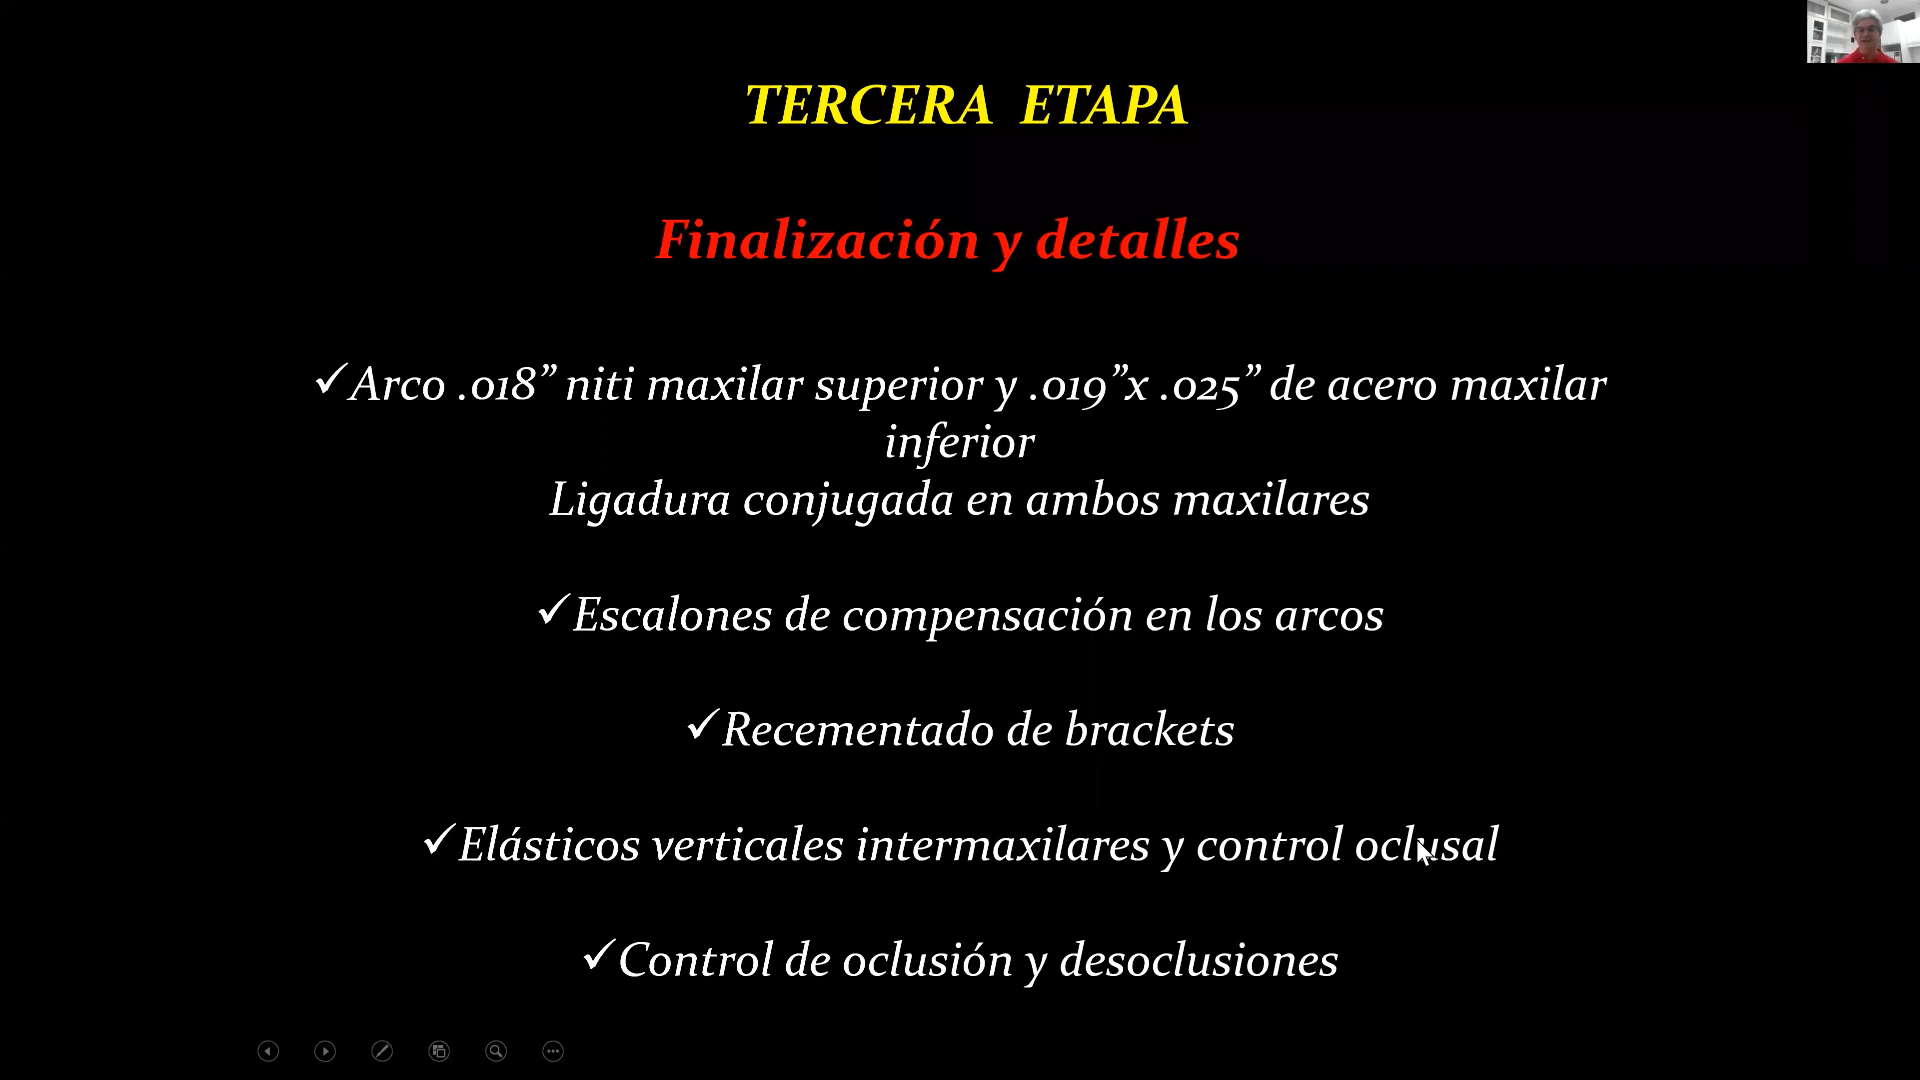 TERCERA ETAPA
Finalización y detalles
✓Arco .018” niti maxilar superior y .019”x .025” de acero maxilar
inferior
Ligadura conjugada en ambos maxilares
✓Escalones de compensación en los arcos
✓Recementado de brackets
✓Elásticos verticales intermaxilares y control oclusal
✓Control de oclusión y desoclusiones